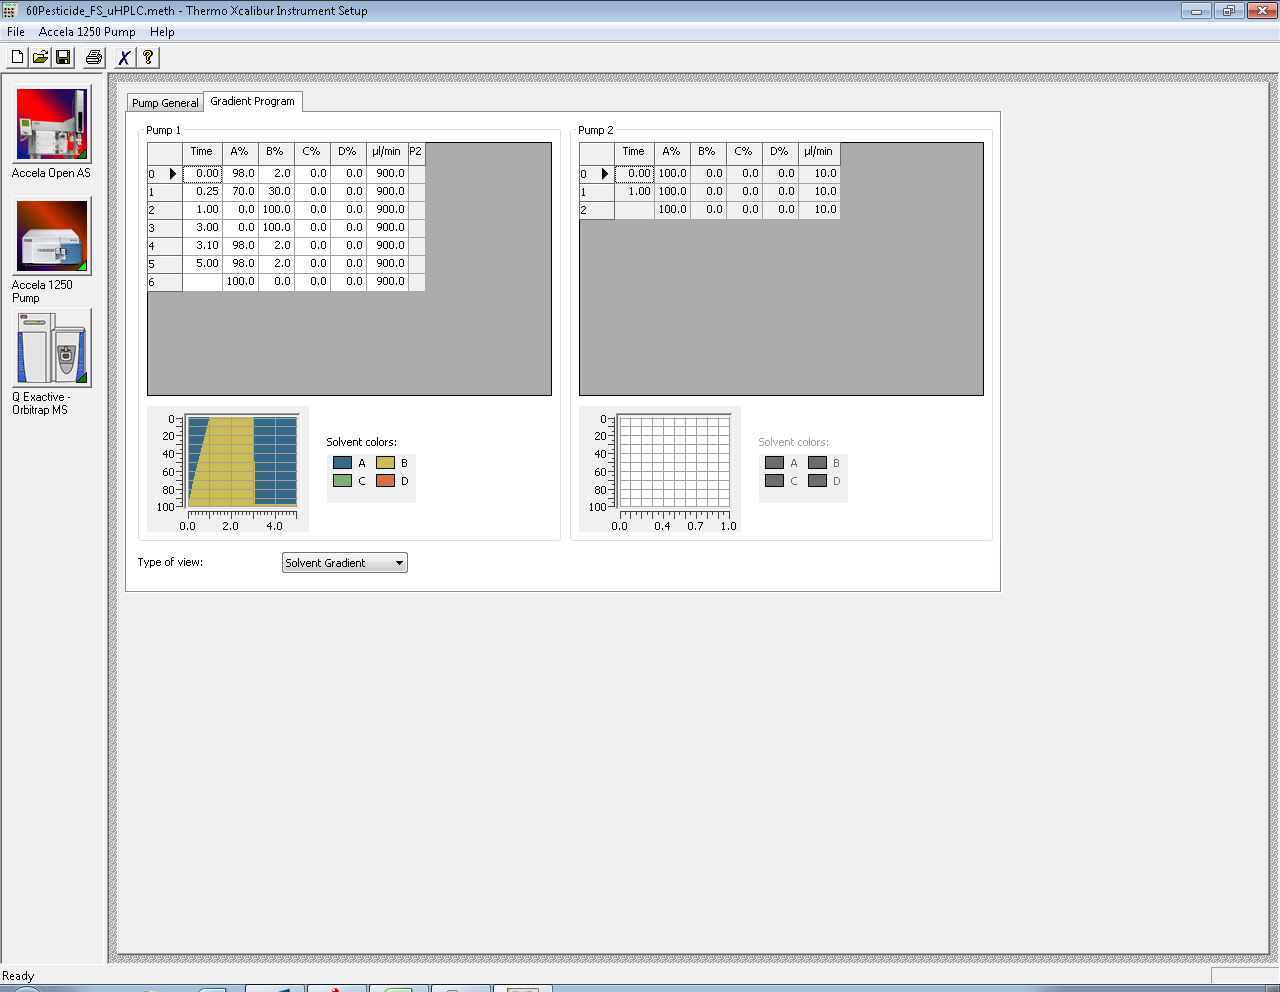 60Pesticide_FS_uHPLC.meth - Thermo Xcalibur Instrument Setup
File Accela 1250 Pump Help
Accela Open AS
Accela 1250
Pump
Q Exactive -
Orbitrap MS
Pump General Gradient Program
Pump 1
Time A% B% C% D% µl/min P2
0 0.00 98.0 2.0 0.0 0.0 900.0
1 0.25 70.0 30.0 0.0 0.0 900.0
2 1.00 0.0 100.0 0.0 0.0 900.0
3 3.00 0.0 100.0 0.0 0.0 900.0
4 3.10 98.0 2.0 0.0 0.0 900.0
5 5.00 98.0 2.0 0.0 0.0 900.0
6 100.0 0.0 0.0 0.0 900.0
0
20
40
60
80
100
0.0 2.0 4.0
Solvent colors:
A B
C D
Pump 2
Time A% B% C% D% µl/min
0 0.00 100.0 0.0 0.0 0.0 10.0
1 1.00 100.0 0.0 0.0 0.0 10.0
2 100.0 0.0 0.0 0.0 10.0
0
20
40
60
80
100
0.0 0.4 0.7 1.0
Solvent colors:
A B
C D
Type of view: Solvent Gradient
Ready